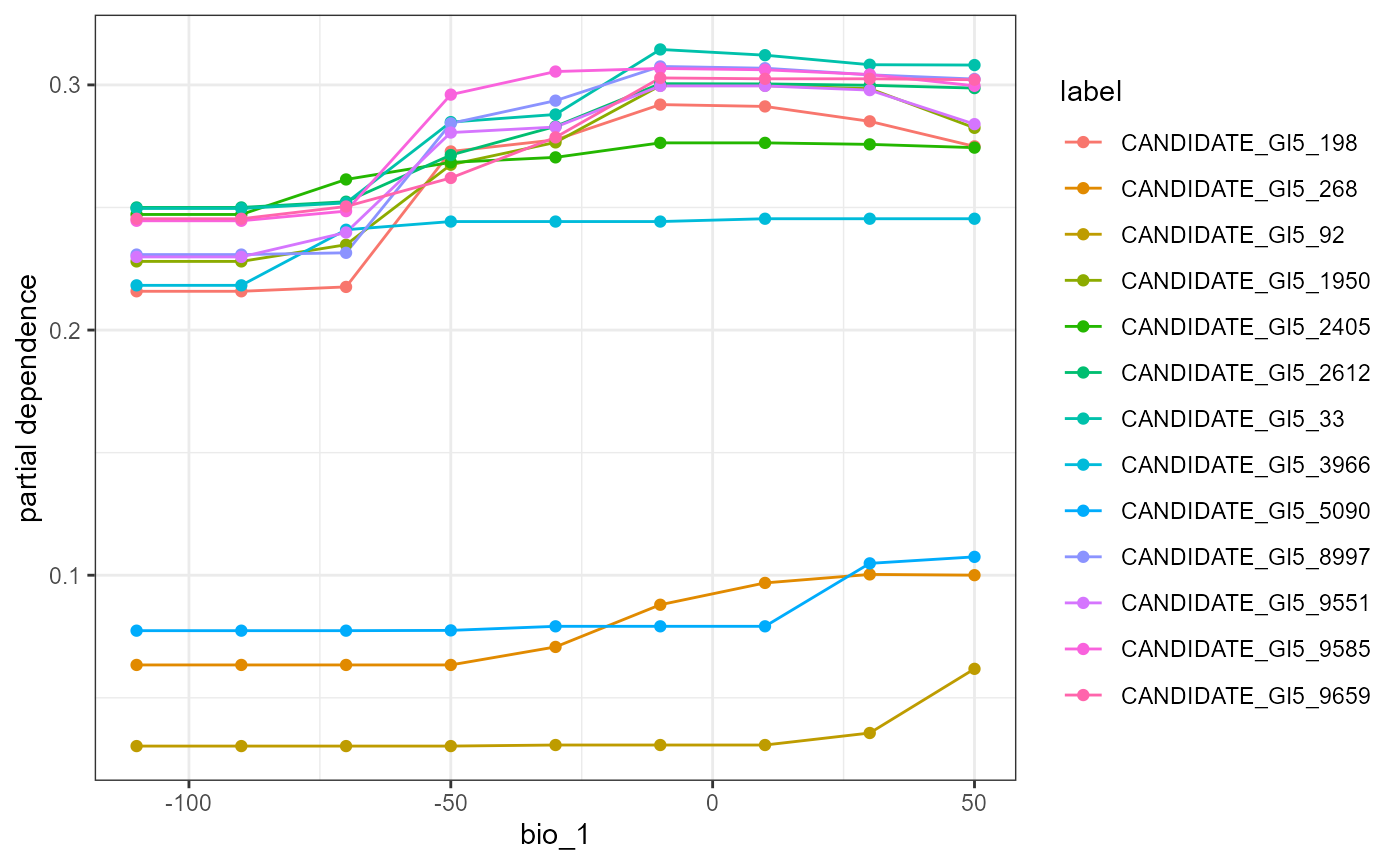 partial dependence
0.3
0.2
0.1
-100
-50
0
50
bio_1
label
CANDIDATE_GI5_198
CANDIDATE_GI5_268
CANDIDATE_GI5_92
CANDIDATE_GI5_1950
CANDIDATE_GI5_2405
CANDIDATE_GI5_2612
CANDIDATE_GI5_33
CANDIDATE_GI5_3966
CANDIDATE_GI5_5090
CANDIDATE_GI5_8997
CANDIDATE_GI5_9551
CANDIDATE_GI5_9585
CANDIDATE_GI5_9659